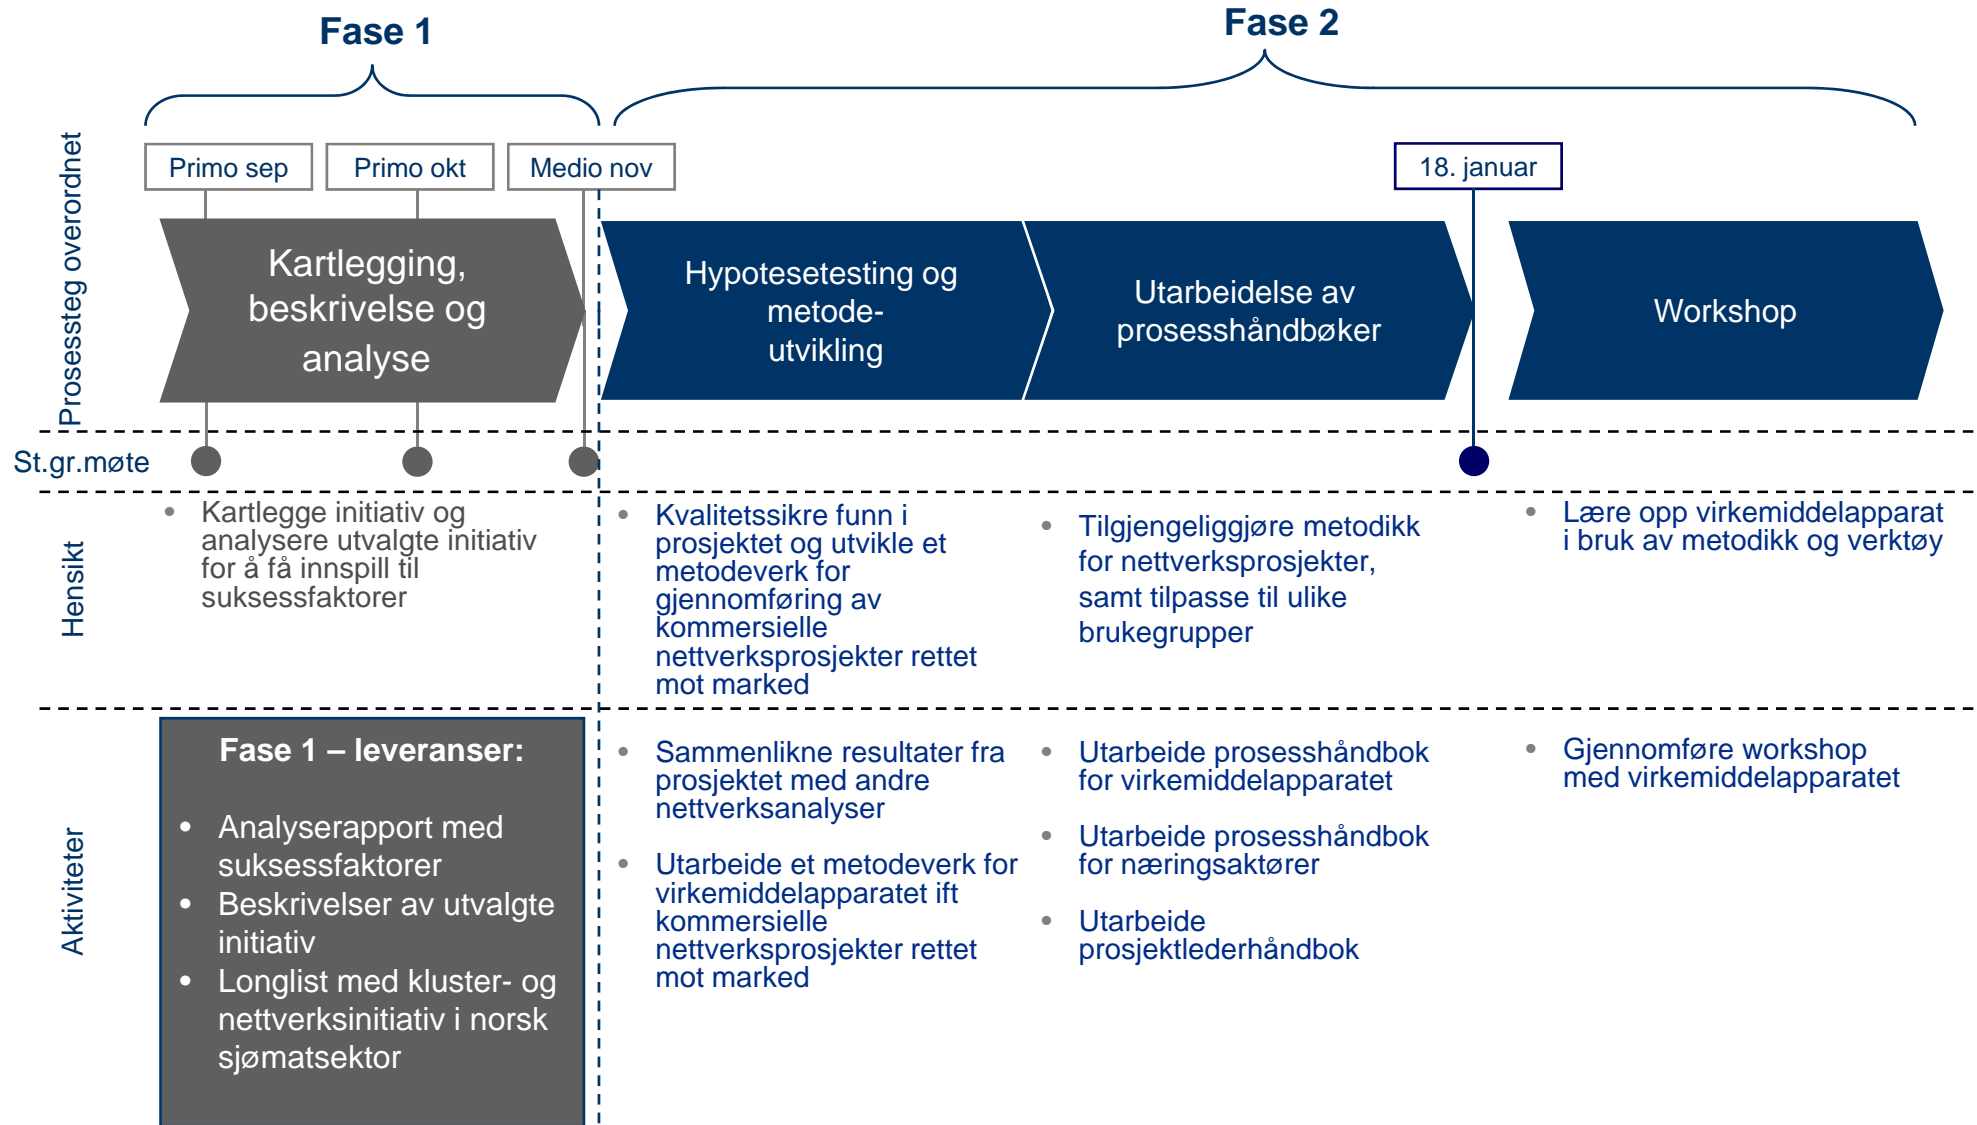 Fase 1
Fase 2
Prosessteg overordnet
Primo sep
Primo okt
Medio nov
18. januar
Kartlegging,
beskrivelse og
analyse
Hypotesetesting og
metode-
utvikling
Utarbeidelse av
prosesshåndbøker
Workshop
St.gr.møte
Hensikt
• Kartlegge initiativ og
analysere utvalgte initiativ
for å få innspill til
suksessfaktorer
• Kvalitetssikre funn i
prosjektet og utvikle et
metodeverk for
gjennomføring av
kommersielle
nettverksprosjekter rettet
mot marked
• Tilgjengeliggjøre metodikk
for nettverksprosjekter,
samt tilpasse til ulike
brukegrupper
• Lære opp virkemiddelapparat
i bruk av metodikk og verktøy
Aktiviteter
Fase 1 – leveranser:
• Analyserapport med
suksessfaktorer
• Beskrivelser av utvalgte
initiativ
• Longlist med kluster- og
nettverksinitiativ i norsk
sjømatsektor
• Sammenlikne resultater fra
prosjektet med andre
nettverksanalyser
• Utarbeide et metodeverk for
virkemiddelapparatet ift
kommersielle
nettverksprosjekter rettet
mot marked
• Utarbeide prosesshåndbok
for virkemiddelapparatet
• Utarbeide prosesshåndbok
for næringsaktører
• Utarbeide
prosjektlederhåndbok
• Gjennomføre workshop
med virkemiddelapparatet